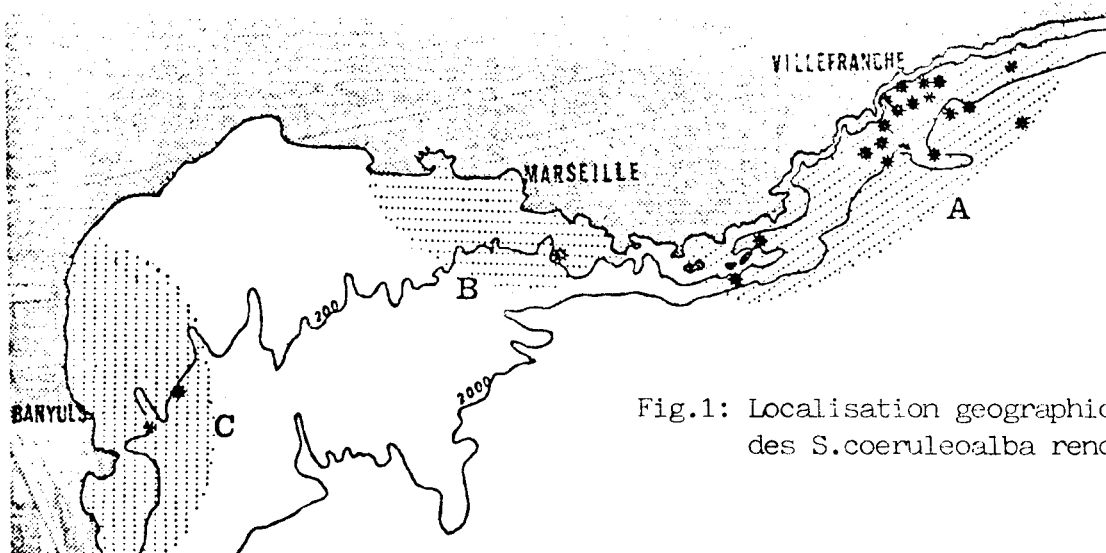 VILLEFRANCHE
MARSEILLE
A
B
200
2000
BANYULS
C
Fig.1: Localisation geographic
des S.coeruleoalba renc